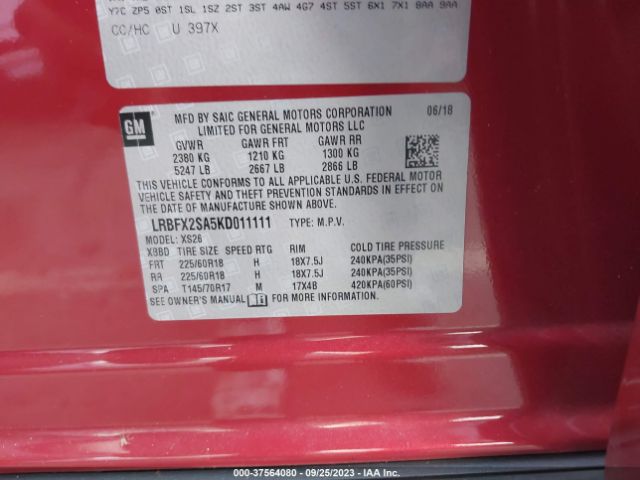 Y7C ZP5 0ST 1SL 1SZ 2ST 3ST 4AW 4G7 4ST 5ST 6X1 7X1 8AA 9AA
CC/HC U 397X
GM
MFD BY SAIC GENERAL MOTORS CORPORATION 06/18
LIMITED FOR GENERAL MOTORS LLC
GVWR GAWR FRT GAWR RR
2380 KG 1210 KG 1300 KG
5247 LB 2667 LB 2866 LB
THIS VEHICLE CONFORMS TO ALL APPLICABLE U.S. FEDERAL MOTOR
VEHICLE SAFETY AND THEFT PREVENTION STANDARDS IN EFFECT ON
THE DATE OF MANUFACTURE SHOWN ABOVE.
LRBFX2SA5KD011111 TYPE: M.P.V.
MODEL: XS26
XBBD TIRE SIZE SPEED RTG RIM COLD TIRE PRESSURE
FRT 225/60R18 H 18X7.5J 240KPA(35PSI)
RR 225/60R18 H 18X7.5J 240KPA(35PSI)
SPA T145/70R17 M 17X4B 420KPA(60PSI)
SEE OWNER'S MANUAL FOR MORE INFORMATION.
000-37564080 - 09/25/2023 - IAA Inc.